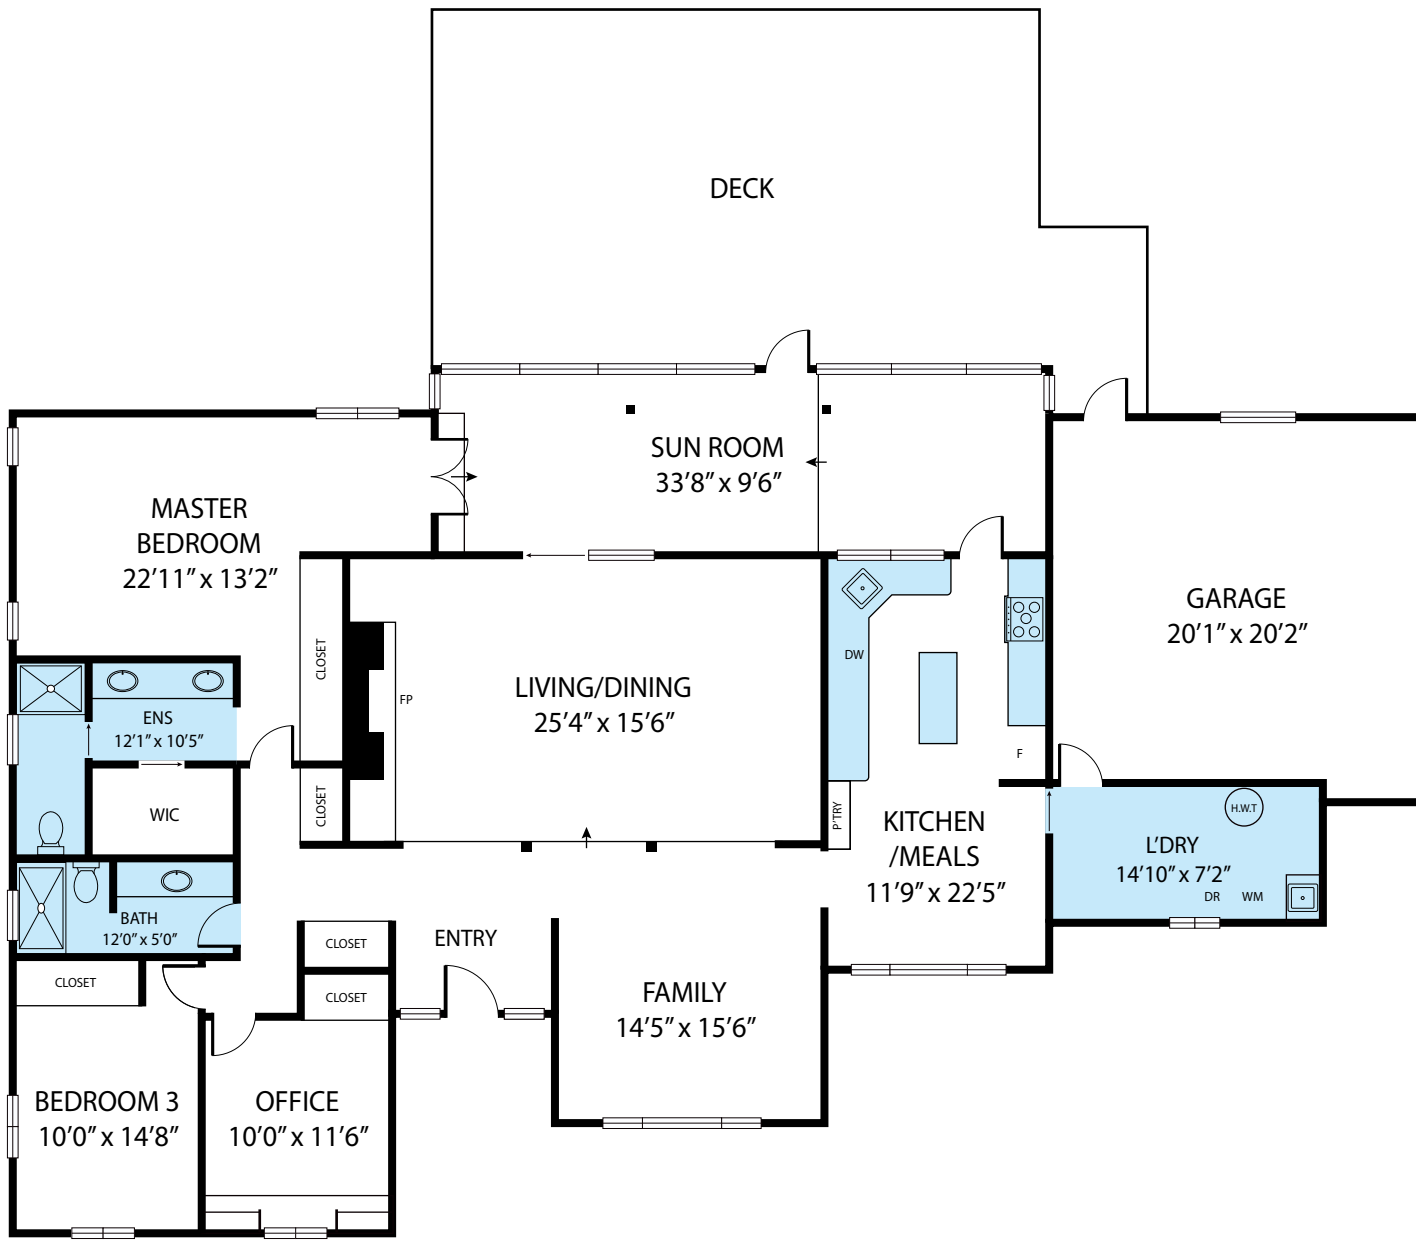 DECK
SUN ROOM
33’8” x 9’6”
MASTER
BEDROOM
22’11” x 13’2”
GARAGE
20’1” x 20’2”
CLOSET
DW
LIVING/DINING
25’4” x 15’6”
FP
ENS
12’1” x 10’5”
F
WIC
CLOSET
P'TRY
KITCHEN
/MEALS
11’9” x 22’5”
H.W.T
L’DRY
14’10” x 7’2”
DR
WM
BATH
12’0” x 5’0”
CLOSET
ENTRY
CLOSET
CLOSET
FAMILY
14’5” x 15’6”
BEDROOM 3
10’0” x 14’8”
OFFICE
10’0” x 11’6”